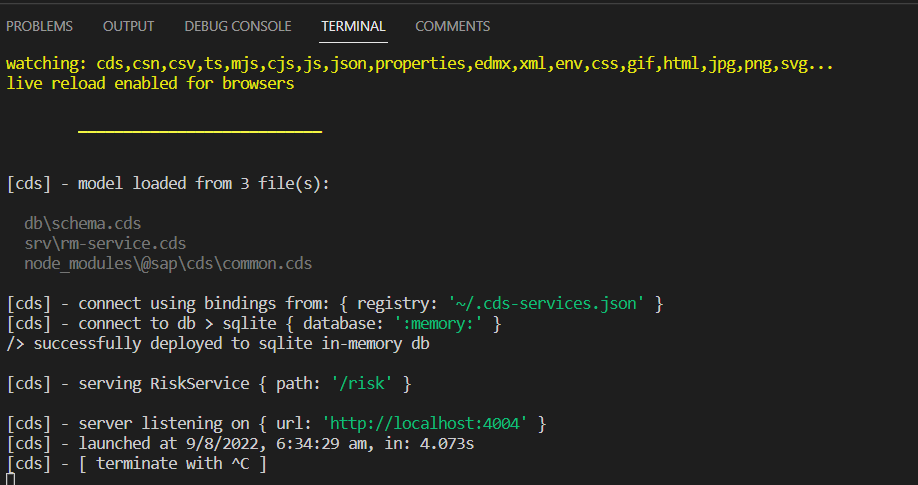 PROBLEMS OUTPUT DEBUG CONSOLE TERMINAL COMMENTS
watching: cds,csn,csv,ts,mjs,cjs,js,json,properties,edmx,xml,env,css,gif,html,jpg,png,svg...
live reload enabled for browsers
___________________________
[cds] - model loaded from 3 file(s):
db\schema.cds
srv\rm-service.cds
node_modules\@sap\cds\common.cds
[cds] - connect using bindings from: { registry: '~/.cds-services.json' }
[cds] - connect to db > sqlite { database: ':memory:' }
/> successfully deployed to sqlite in-memory db
[cds] - serving RiskService { path: '/risk' }
[cds] - server listening on { url: 'http://localhost:4004' }
[cds] - launched at 9/8/2022, 6:34:29 am, in: 4.073s
[cds] - [ terminate with ^C ]